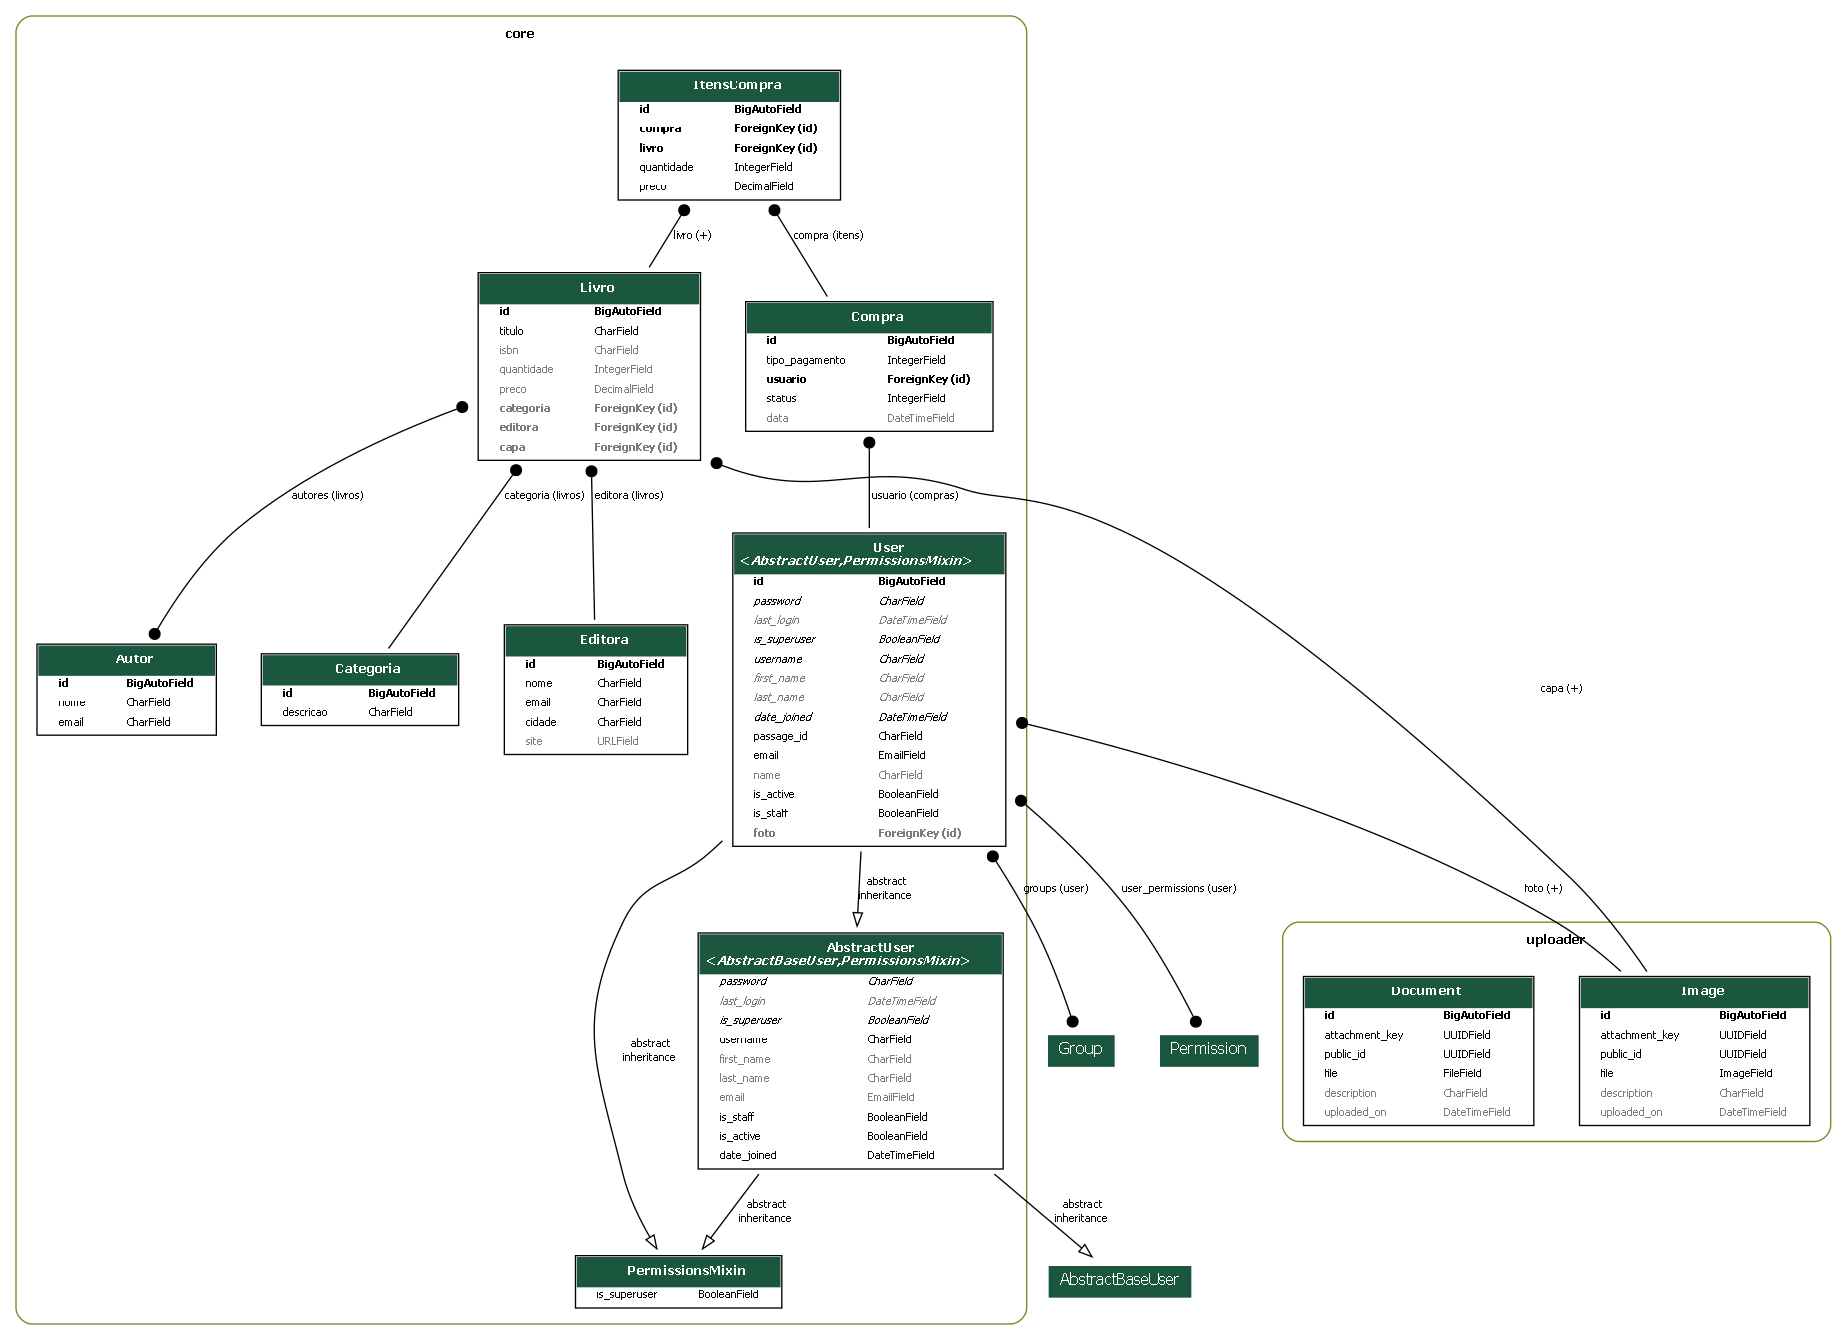 core
ItensCompra
id BigAutoField
compra ForeignKey (id)
livro ForeignKey (id)
quantidade IntegerField
preco DecimalField
livro (+)
compra (itens)
Livro
id BigAutoField
titulo CharField
isbn CharField
quantidade IntegerField
preco DecimalField
categoria ForeignKey (id)
editora ForeignKey (id)
capa ForeignKey (id)
Compra
id BigAutoField
tipo_pagamento IntegerField
usuario ForeignKey (id)
status IntegerField
data DateTimeField
autores (livros)
categoria (livros)
editora (livros)
usuario (compras)
capa (+)
Autor
id BigAutoField
nome CharField
email CharField
Categoria
id BigAutoField
descricao CharField
Editora
id BigAutoField
nome CharField
email CharField
cidade CharField
site URLField
User
<AbstractUser,PermissionsMixin>
id BigAutoField
password CharField
last_login DateTimeField
is_superuser BooleanField
username CharField
first_name CharField
last_name CharField
date_joined DateTimeField
passage_id CharField
email EmailField
name CharField
is_active BooleanField
is_staff BooleanField
foto ForeignKey (id)
abstract
inheritance
groups (user)
user_permissions (user)
foto (+)
AbstractUser
<AbstractBaseUser,PermissionsMixin>
password CharField
last_login DateTimeField
is_superuser BooleanField
username CharField
first_name CharField
last_name CharField
email EmailField
is_staff BooleanField
is_active BooleanField
date_joined DateTimeField
abstract
inheritance
Group
Permission
uploader
Document
id BigAutoField
attachment_key UUIDField
public_id UUIDField
file FileField
description CharField
uploaded_on DateTimeField
Image
id BigAutoField
attachment_key UUIDField
public_id UUIDField
file ImageField
description CharField
uploaded_on DateTimeField
abstract
inheritance
abstract
inheritance
PermissionsMixin
is_superuser BooleanField
AbstractBaseUser